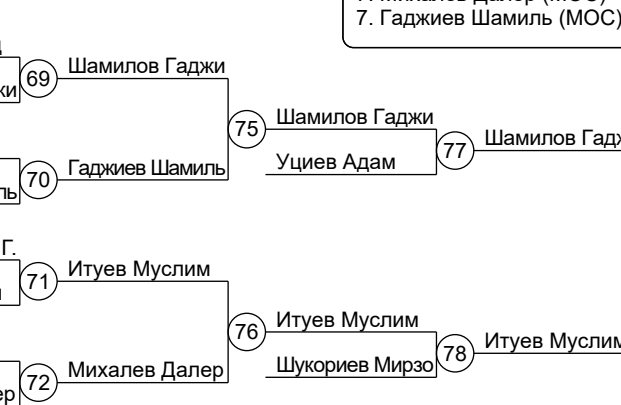 7. Гаджиев Шамиль (МОС)
69
Шамилов Гаджи
75
Шамилов Гаджи
77
Уциев Адам
70
Гаджиев Шамиль
Г.
71
Итуев Муслим
76
Итуев Муслим
78
Итуев Муслим
Шукориев Мирзо
72
Михалев Далер